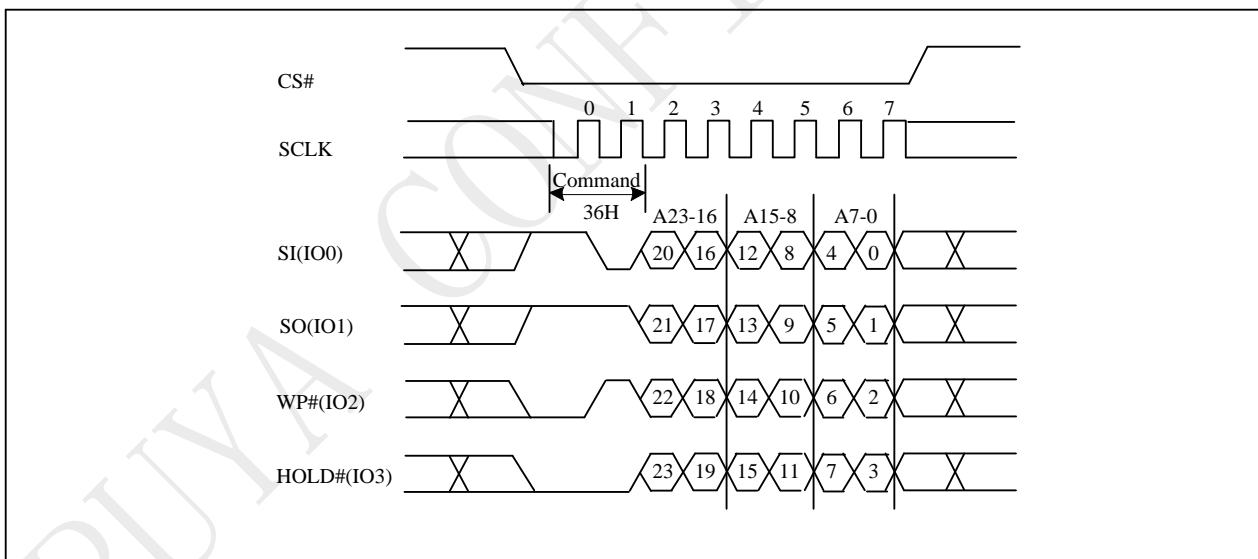 CS#
0 1 2 3 4 5 6 7
SCLK
Command
36H
A23-16 A15-8 A7-0
SI(IO0) 20 16 12 8 4 0
SO(IO1) 21 17 13 9 5 1
WP#(IO2) 22 18 14 10 6 2
HOLD#(IO3) 23 19 15 11 7 3
PUYA CONF